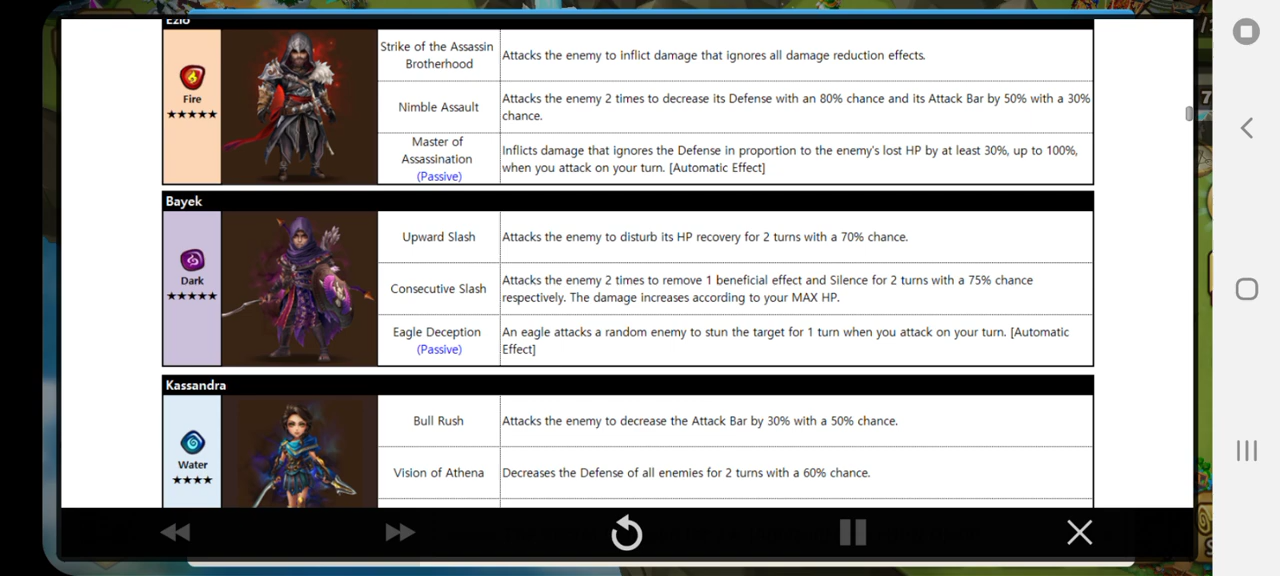 Ezio
Fire
★★★★★
Strike of the Assassin
Brotherhood
Attacks the enemy to inflict damage that ignores all damage reduction effects.
Nimble Assault
Attacks the enemy 2 times to decrease its Defense with an 80% chance and its Attack Bar by 50% with a 30%
chance.
Master of
Assassination
(Passive)
Inflicts damage that ignores the Defense in proportion to the enemy's lost HP by at least 30%, up to 100%,
when you attack on your turn. [Automatic Effect]
Bayek
Dark
★★★★★
Upward Slash
Attacks the enemy to disturb its HP recovery for 2 turns with a 70% chance.
Consecutive Slash
Attacks the enemy 2 times to remove 1 beneficial effect and Silence for 2 turns with a 75% chance
respectively. The damage increases according to your MAX HP.
Eagle Deception
(Passive)
An eagle attacks a random enemy to stun the target for 1 turn when you attack on your turn. [Automatic
Effect]
Kassandra
Water
★★★★
Bull Rush
Attacks the enemy to decrease the Attack Bar by 30% with a 50% chance.
Vision of Athena
Decreases the Defense of all enemies for 2 turns with a 60% chance.